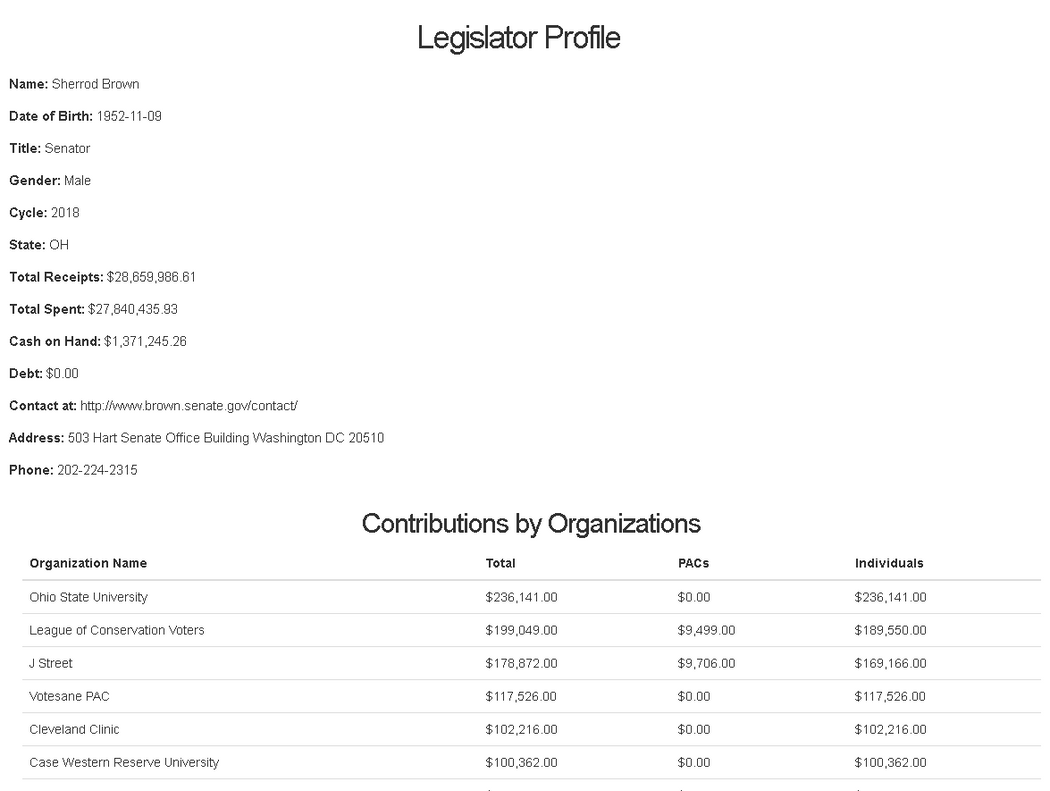 Legislator Profile
Name: Sherrod Brown
Date of Birth: 1952-11-09
Title: Senator
Gender: Male
Cycle: 2018
State: OH
Total Receipts: $28,659,986.61
Total Spent: $27,840,435.93
Cash on Hand: $1,371,245.26
Debt: $0.00
Contact at: http://www.brown.senate.gov/contact/
Address: 503 Hart Senate Office Building Washington DC 20510
Phone: 202-224-2315
Contributions by Organizations
Organization Name Total PACs Individuals
Ohio State University $236,141.00 $0.00 $236,141.00
League of Conservation Voters $199,049.00 $9,499.00 $189,550.00
J Street $178,872.00 $9,706.00 $169,166.00
Votesane PAC $117,526.00 $0.00 $117,526.00
Cleveland Clinic $102,216.00 $0.00 $102,216.00
Case Western Reserve University $100,362.00 $0.00 $100,362.00